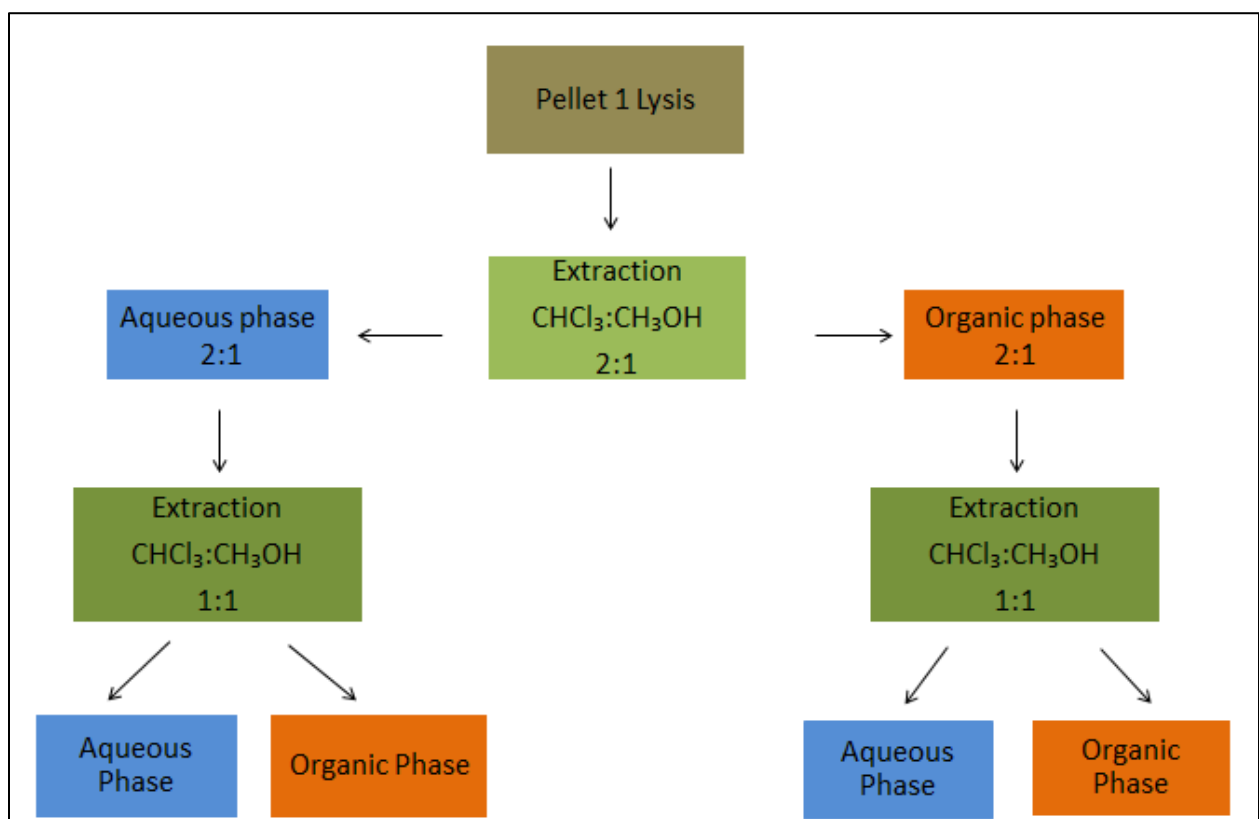 Pellet 1 Lysis
Extraction
CHCl₃:CH₃OH
2:1
Aqueous phase
2:1
Organic phase
2:1
Extraction
CHCl₃:CH₃OH
1:1
Extraction
CHCl₃:CH₃OH
1:1
Aqueous
Phase
Organic Phase
Aqueous
Phase
Organic
Phase